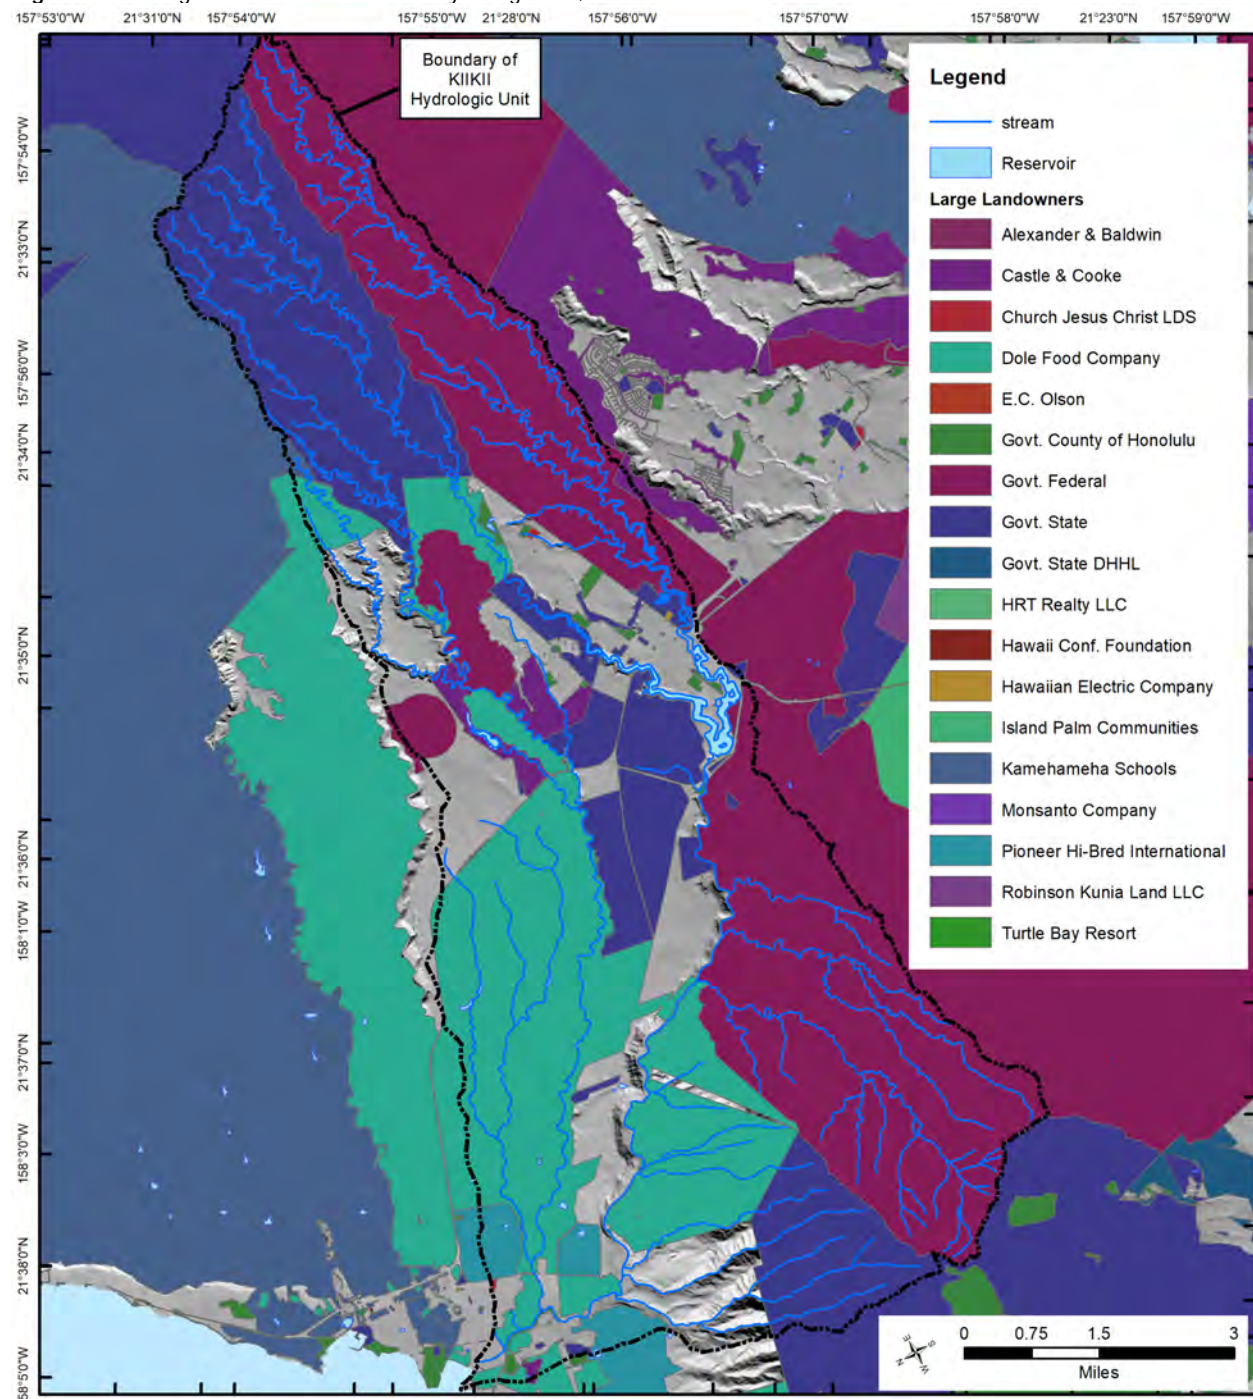 157°53'0"W 21°31'0"N 157°54'0"W 157°55'0"W 21°28'0"N 157°56'0"W 157°57'0"W 157°58'0"W 21°23'0"N 157°59'0"W
Boundary of
KIIKII
Hydrologic Unit
157°54'0"W
21°33'0"N
157°56'0"W
21°34'0"N
21°35'0"N
21°36'0"N
158°1'0"W
21°37'0"N
158°3'0"W
21°38'0"N
58°5'0"W
Legend
stream
Reservoir
Large Landowners
Alexander & Baldwin
Castle & Cooke
Church Jesus Christ LDS
Dole Food Company
E.C. Olson
Govt. County of Honolulu
Govt. Federal
Govt. State
Govt. State DHHL
HRT Realty LLC
Hawaii Conf. Foundation
Hawaiian Electric Company
Island Palm Communities
Kamehameha Schools
Monsanto Company
Pioneer Hi-Bred International
Robinson Kunia Land LLC
Turtle Bay Resort
N E S W
0 0.75 1.5 3
Miles